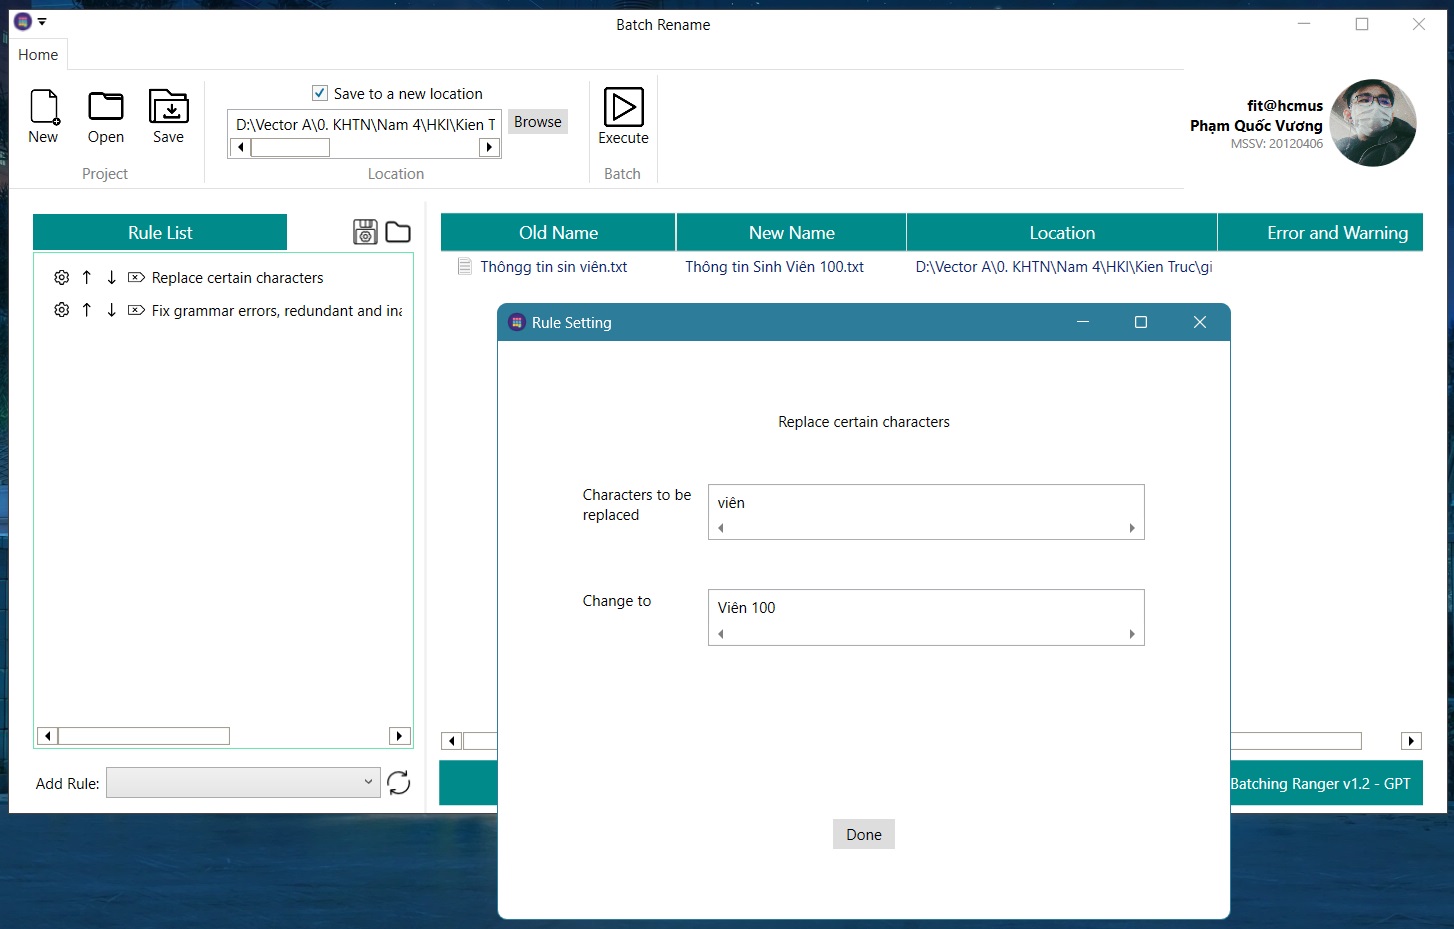 Batch Rename
Home
New
Open
Save
Project
Save to a new location
D:\Vector A\0. KHTN\Nam 4\HKI\Kien T
Browse
Location
Execute
Batch
fit@hcmus
Phạm Quốc Vương
MSSV: 20120406
Rule List
Replace certain characters
Fix grammar errors, redundant and ina
Add Rule:
Old Name
New Name
Location
Error and Warning
Thôngg tin sin viên.txt
Thông tin Sinh Viên 100.txt
D:\Vector A\0. KHTN\Nam 4\HKI\Kien Truc\gi
Rule Setting
Replace certain characters
Characters to be
replaced
viên
Change to
Viên 100
Done
Batching Ranger v1.2 - GPT